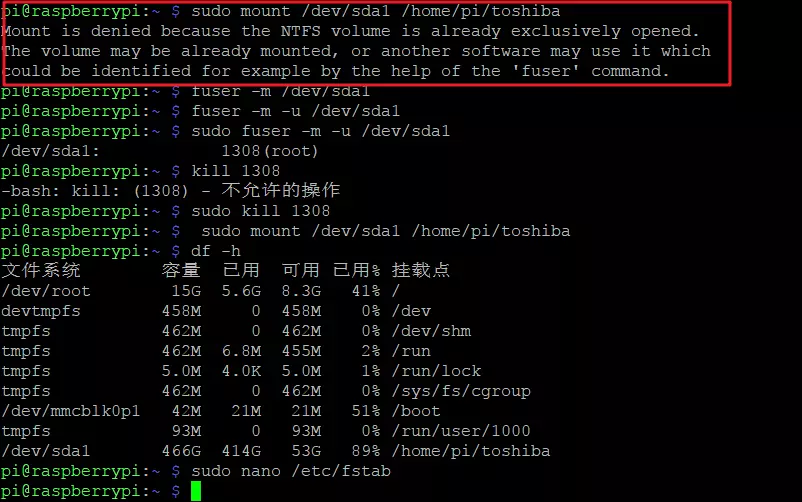 pi@raspberrypi:~ $ sudo mount /dev/sda1 /home/pi/toshiba
Mount is denied because the NTFS volume is already exclusively opened.
The volume may be already mounted, or another software may use it which
could be identified for example by the help of the 'fuser' command.
pi@raspberrypi:~ $ fuser -m /dev/sda1
pi@raspberrypi:~ $ fuser -m -u /dev/sda1
pi@raspberrypi:~ $ sudo fuser -m -u /dev/sda1
/dev/sda1:            1308(root)
pi@raspberrypi:~ $ kill 1308
-bash: kill: (1308) - 不允许的操作
pi@raspberrypi:~ $ sudo kill 1308
pi@raspberrypi:~ $  sudo mount /dev/sda1 /home/pi/toshiba
pi@raspberrypi:~ $ df -h
文件系统        容量  已用  可用 已用% 挂载点
/dev/root        15G  5.6G  8.3G   41% /
devtmpfs        458M     0  458M    0% /dev
tmpfs           462M     0  462M    0% /dev/shm
tmpfs           462M  6.8M  455M    2% /run
tmpfs           5.0M  4.0K  5.0M    1% /run/lock
tmpfs           462M     0  462M    0% /sys/fs/cgroup
/dev/mmcblk0p1   42M   21M   21M   51% /boot
tmpfs            93M     0   93M    0% /run/user/1000
/dev/sda1       466G  414G   53G   89% /home/pi/toshiba
pi@raspberrypi:~ $ sudo nano /etc/fstab
pi@raspberrypi:~ $